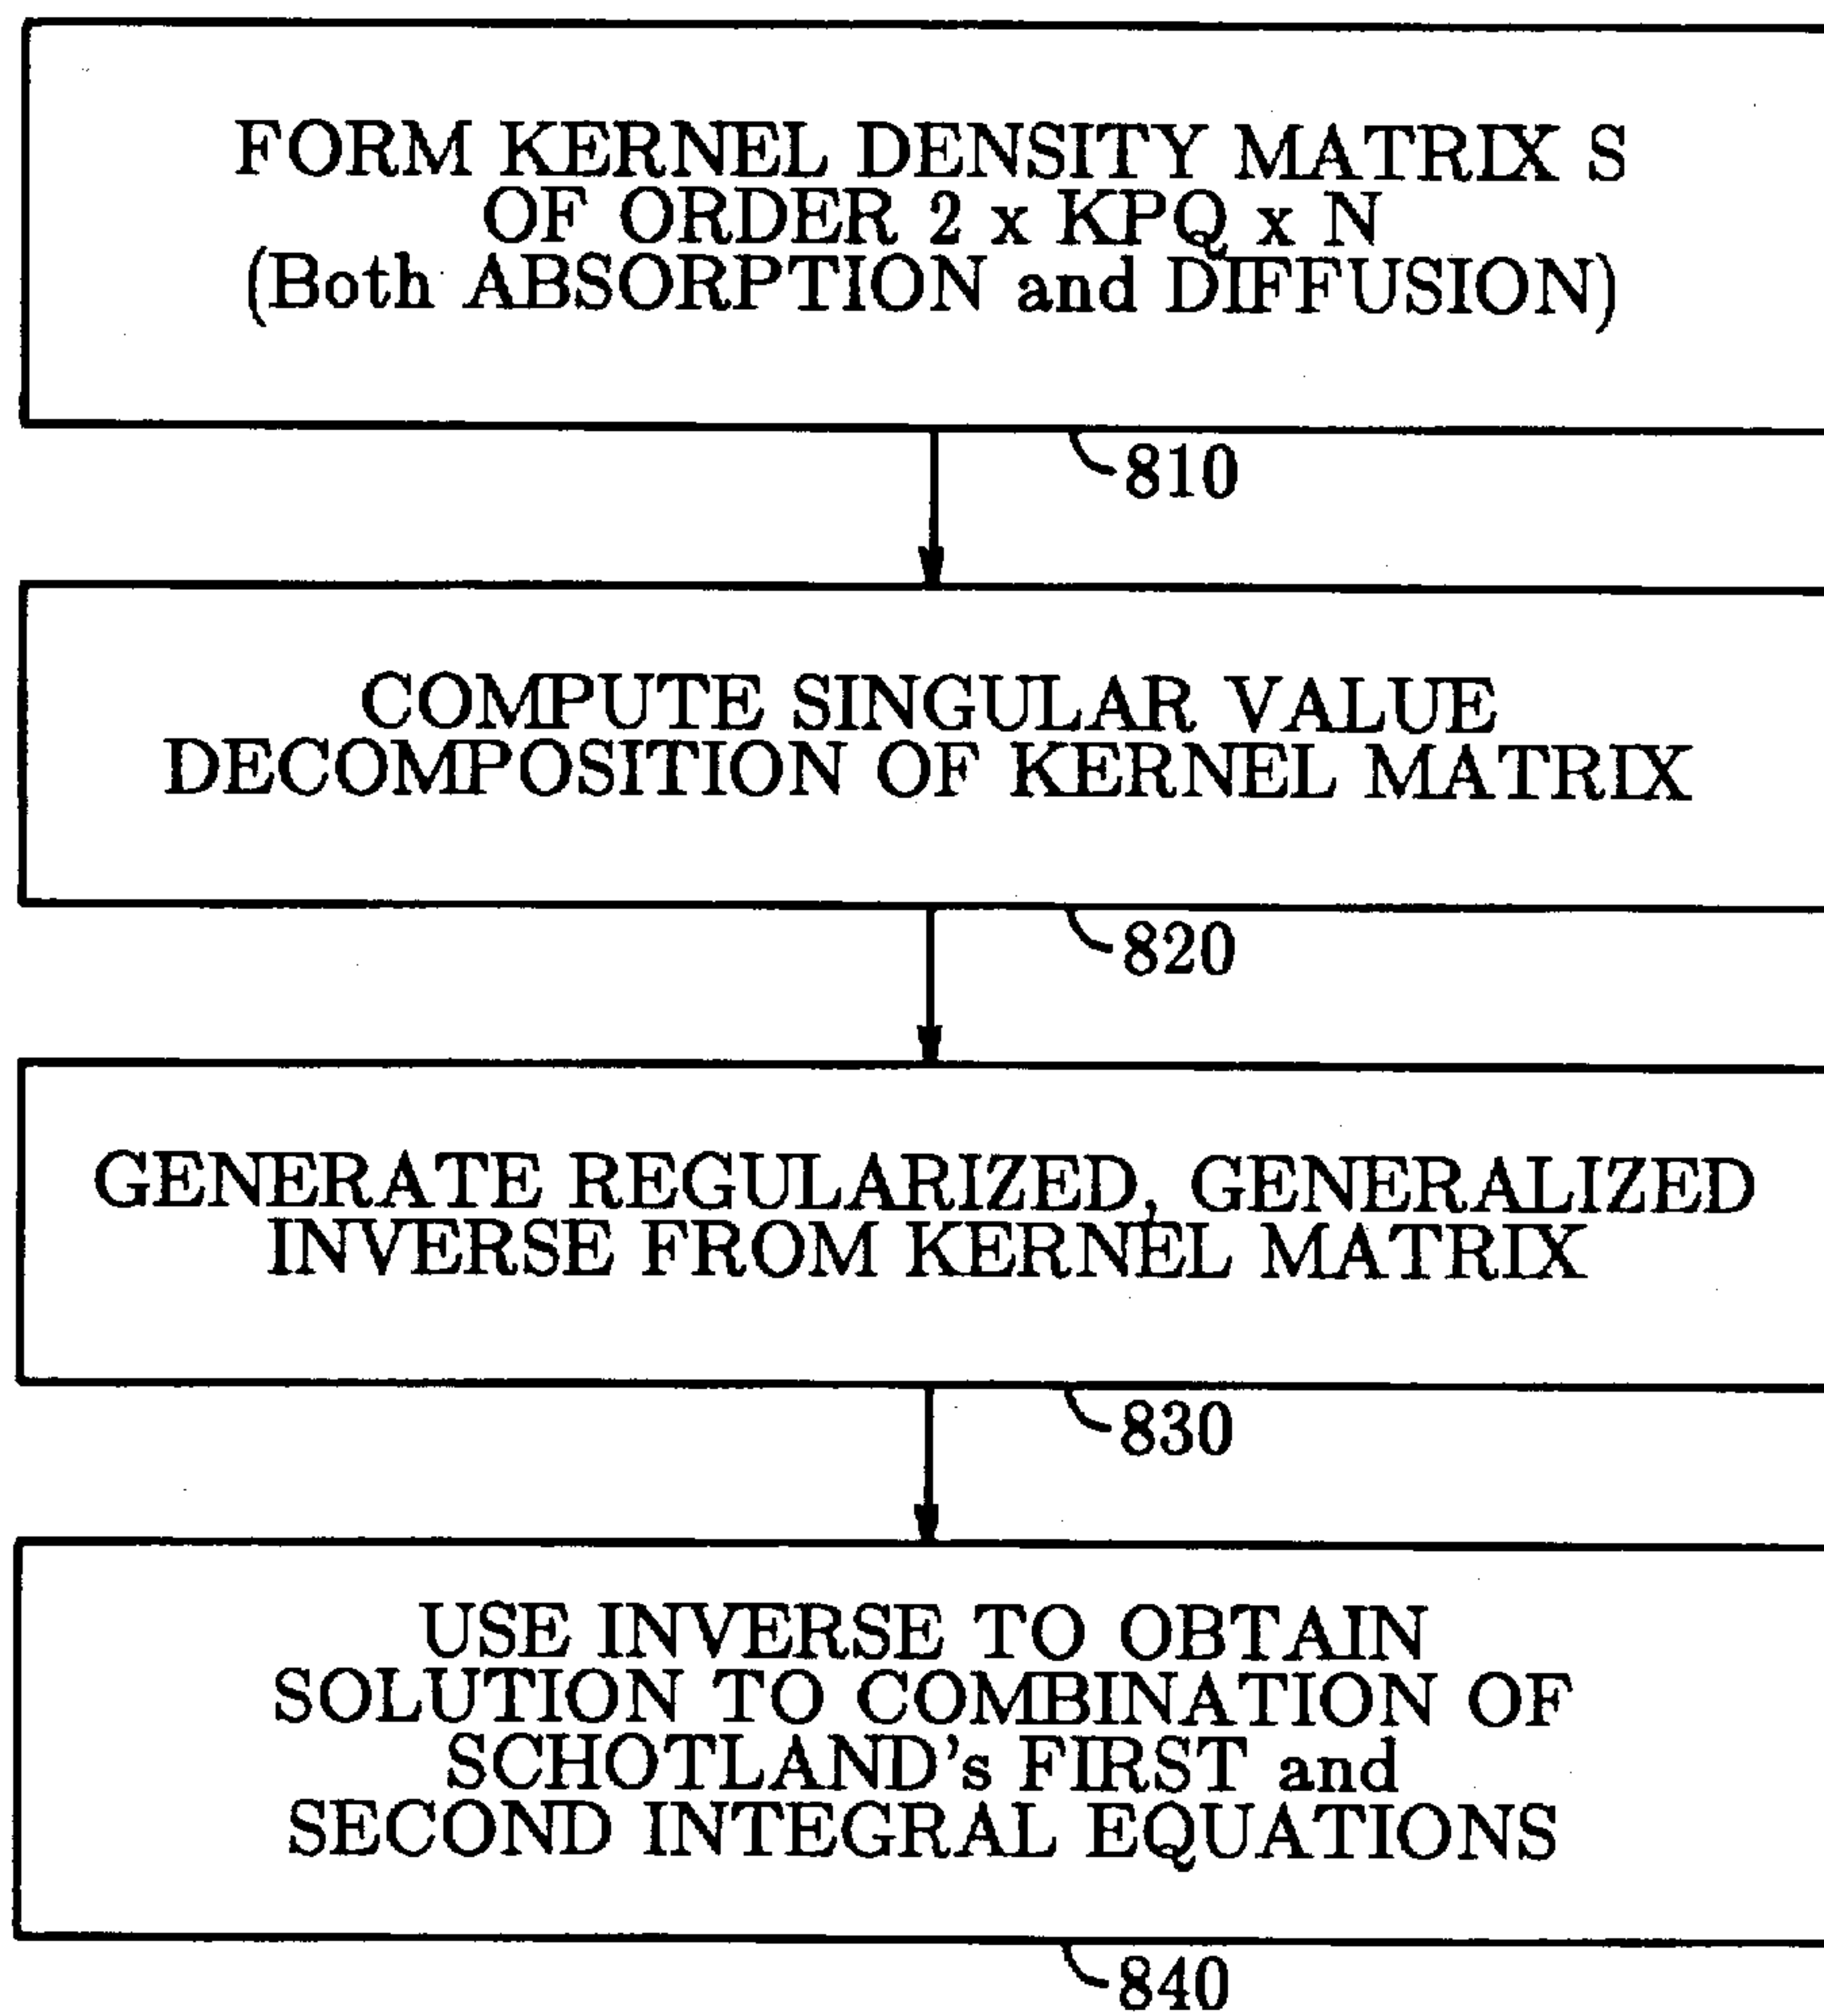 FORM KERNEL DENSITY MATRIX S
OF ORDER 2 x KPQ x N
(Both ABSORPTION and DIFFUSION)
810
COMPUTE SINGULAR VALUE
DECOMPOSITION OF KERNEL MATRIX
820
GENERATE REGULARIZED, GENERALIZED
INVERSE FROM KERNEL MATRIX
830
USE INVERSE TO OBTAIN
SOLUTION TO COMBINATION OF
SCHOTLAND's FIRST and
SECOND INTEGRAL EQUATIONS
840